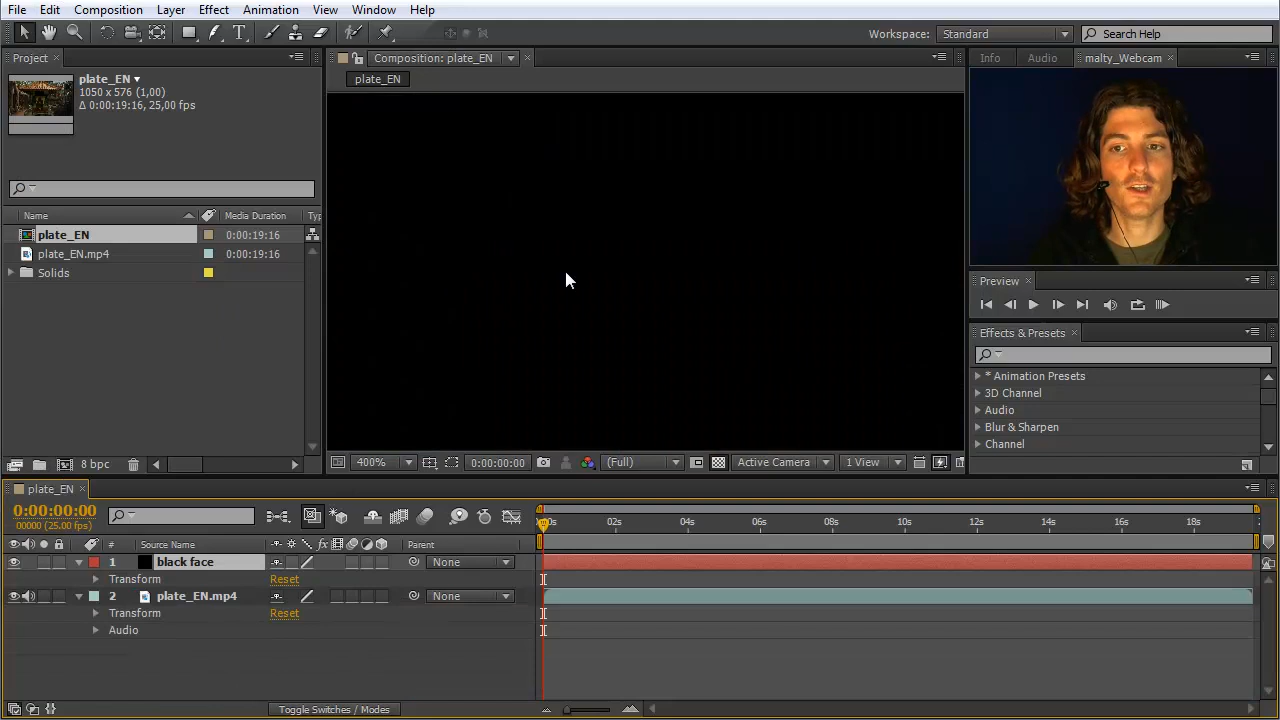 File Edit Composition Layer Effect Animation View Window Help
Workspace: Standard Search Help
Project Composition: plate_EN Info Audio malty_Webcam
plate_EN
1050 x 576 (1,00)
Δ 0:00:19:16, 25,00 fps
plate_EN
Name Media Duration Typ
plate_EN 0:00:19:16
plate_EN.mp4 0:00:19:16
Solids
Preview
Effects & Presets
* Animation Presets
3D Channel
Audio
Blur & Sharpen
Channel
8 bpc 400% 0:00:00:00 (Full) Active Camera 1 View
plate_EN
0:00:00:00
00000 (25.00 fps)
02s 04s 06s 08s 10s 12s 14s 16s 18s
# Source Name Parent
1 black face None
Transform Reset
2 plate_EN.mp4 None
Transform Reset
Audio
Toggle Switches / Modes